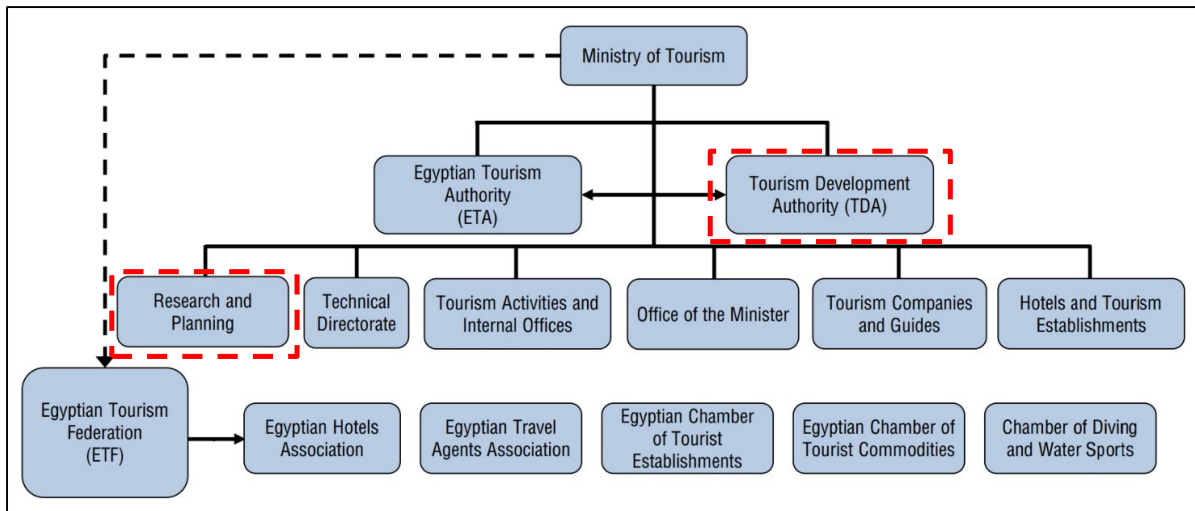 Ministry of Tourism
Egyptian Tourism
Authority
(ETA)
Tourism Development
Authority (TDA)
Research and
Planning
Technical
Directorate
Tourism Activities and
Internal Offices
Office of the Minister
Tourism Companies
and Guides
Hotels and Tourism
Establishments
Egyptian Tourism
Federation
(ETF)
Egyptian Hotels
Association
Egyptian Travel
Agents Association
Egyptian Chamber
of Tourist
Establishments
Egyptian Chamber of
Tourist Commodities
Chamber of Diving
and Water Sports